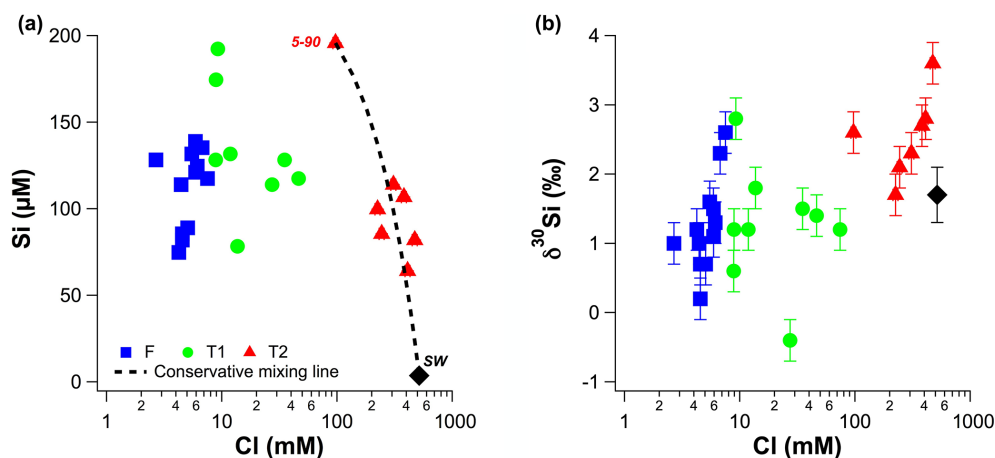 (a)
200
150
100
50
0
Si (µM)
5-90
SW
F T1 T2
Conservative mixing line
2 4 6 2 2 4 6
1 10 100 1000
Cl (mM)
(b)
4
3
2
1
0
-1
δ³⁰Si (‰)
2 4 6 2 4 6 2 4 6
1 10 100 1000
Cl (mM)